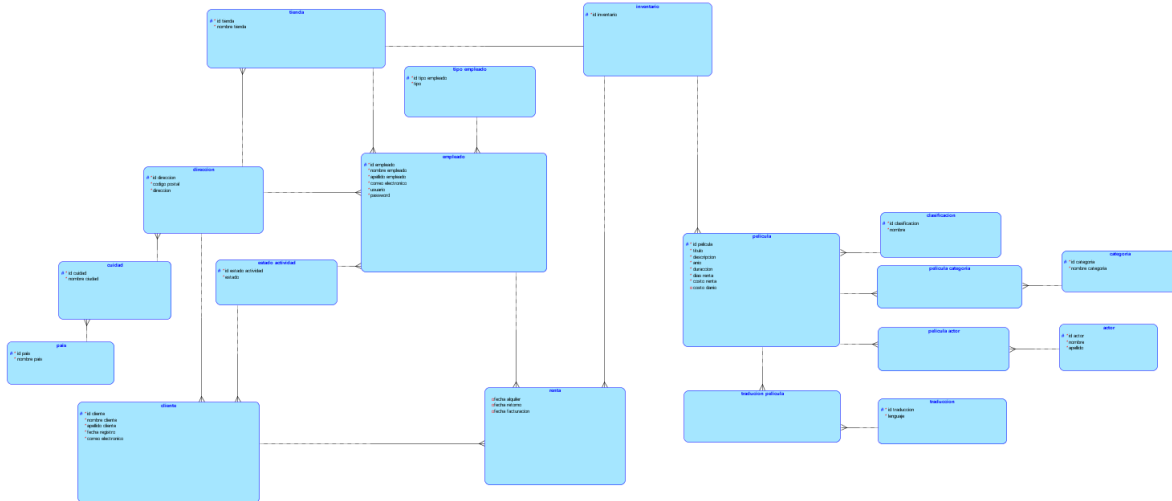 tienda
# * id tienda
* nombre tienda
inventario
# * id inventario
tipo empleado
# * id tipo empleado
* tipo
empleado
# * id empleado
* nombre empleado
* apellido empleado
* correo electronico
* usuario
* password
direccion
# * id direccion
* codigo postal
* direccion
cuidad
# * id cuidad
* nombre ciudad
estado actividad
# * id estado actividad
* estado
pais
# * id pais
* nombre pais
cliente
# * id cliente
* nombre cliente
* apellido cliente
* fecha registro
* correo electronico
renta
o fecha alquiler
o fecha retorno
o fecha facturacion
pelicula
# * id pelicula
* titulo
* descripcion
* anio
* duracion
* dias renta
* costo renta
o costo danio
clasificacion
# * id clasificacion
* nombre
pelicula categoria
categoria
# * id categoria
* nombre categoria
pelicula actor
actor
# * id actor
* nombre
* apellido
traducion pelicula
traduccion
# * id traduccion
* lenguaje